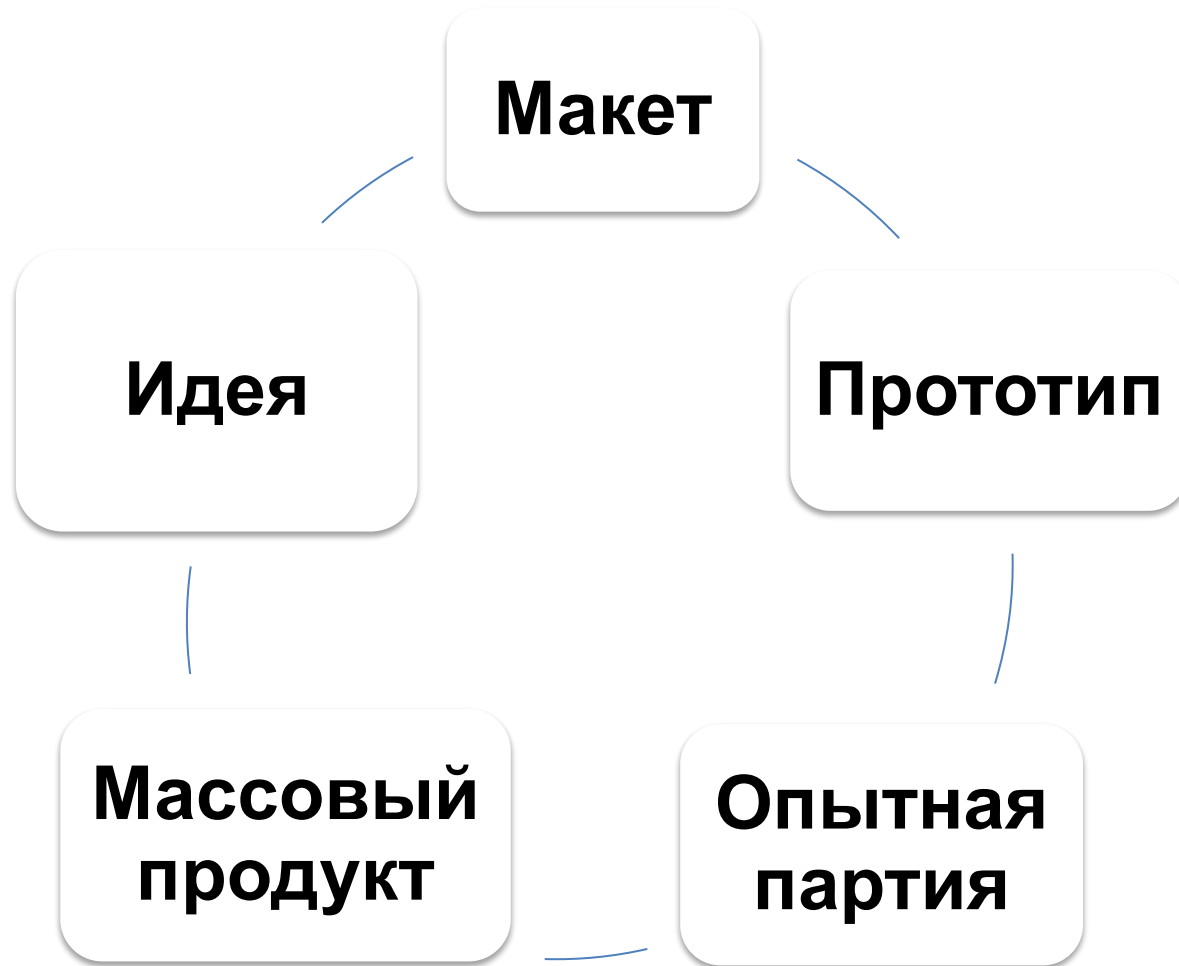 Макет
Идея
Прототип
Массовый
продукт
Опытная
партия